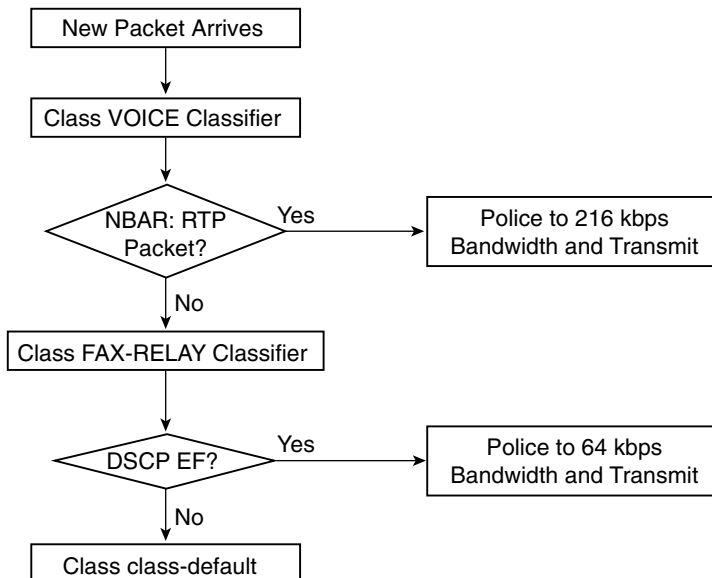 New Packet Arrives
Class VOICE Classifier
NBAR: RTP
Packet?
Yes
Police to 216 kbps
Bandwidth and Transmit
No
Class FAX-RELAY Classifier
DSCP EF?
Yes
Police to 64 kbps
Bandwidth and Transmit
No
Class class-default